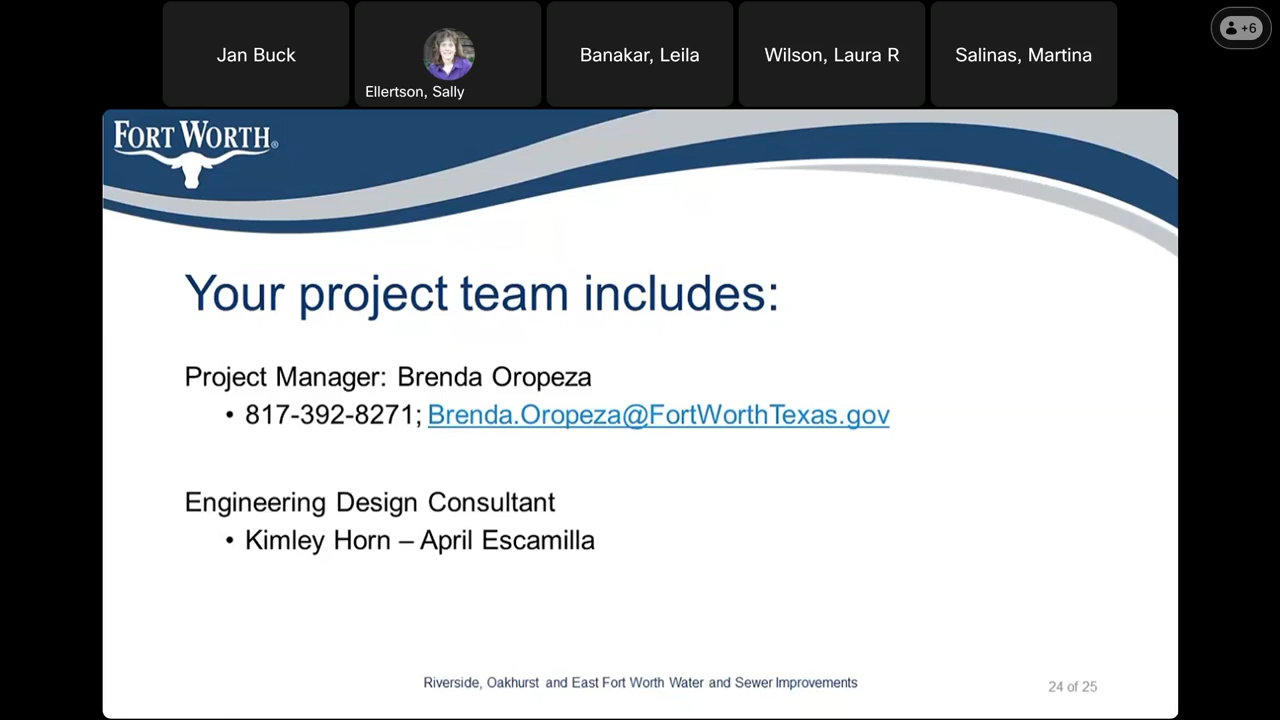 Jan Buck
Ellertson, Sally
Banakar, Leila
Wilson, Laura R
Salinas, Martina
+6
FORT WORTH®
Your project team includes:
Project Manager: Brenda Oropeza
• 817-392-8271; Brenda.Oropeza@FortWorthTexas.gov
Engineering Design Consultant
• Kimley Horn – April Escamilla
Riverside, Oakhurst and East Fort Worth Water and Sewer Improvements
24 of 25